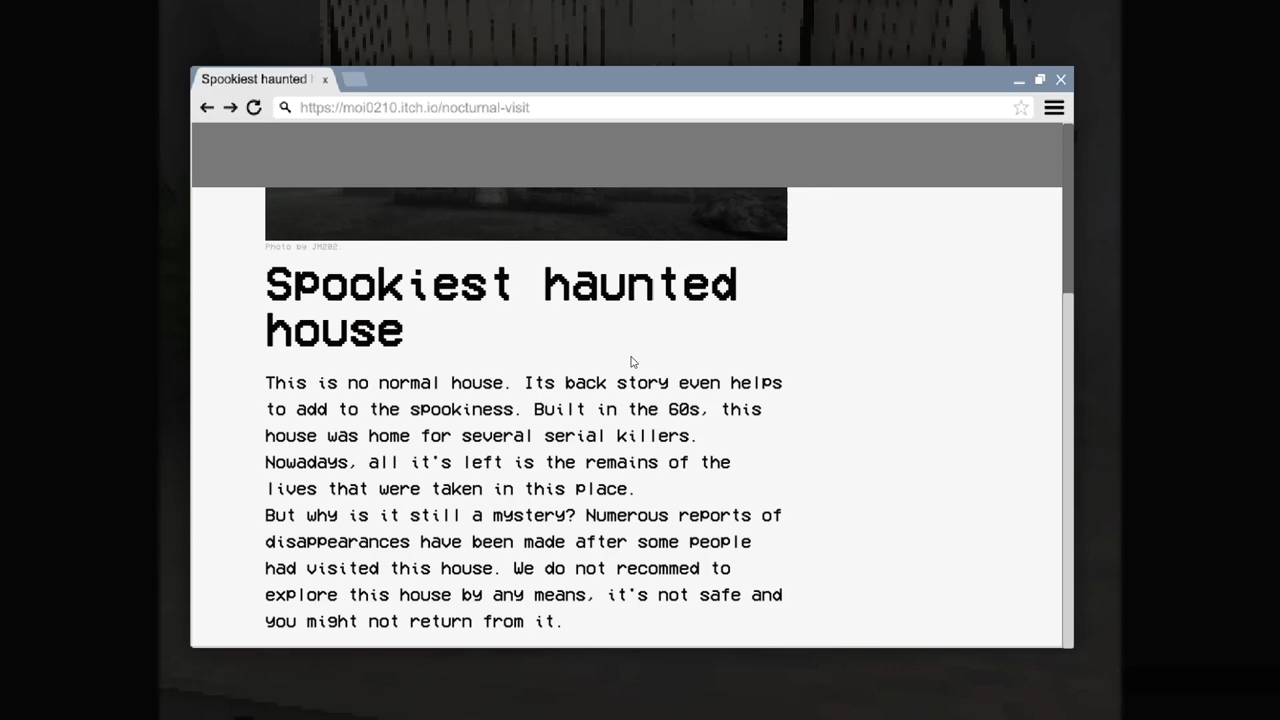 Spookiest haunted
x
https://moi0210.itch.io/nocturnal-visit
Photo by JM202.
Spookiest haunted
house
This is no normal house. Its back story even helps
to add to the spookiness. Built in the 60s, this
house was home for several serial killers.
Nowadays, all it's left is the remains of the
lives that were taken in this place.
But why is it still a mystery? Numerous reports of
disappearances have been made after some people
had visited this house. We do not recommed to
explore this house by any means, it's not safe and
you might not return from it.